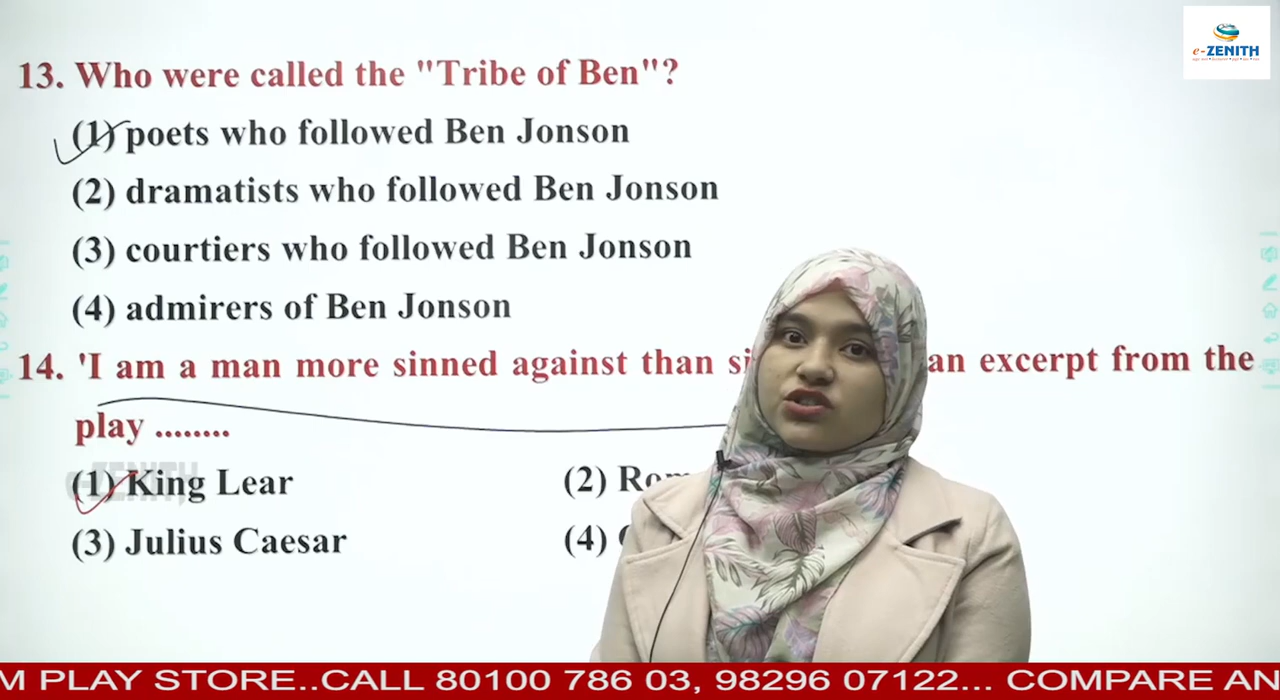 e-ZENITH
13. Who were called the "Tribe of Ben"?
(1) poets who followed Ben Jonson
(2) dramatists who followed Ben Jonson
(3) courtiers who followed Ben Jonson
(4) admirers of Ben Jonson
14. 'I am a man more sinned against than an excerpt from the
play ........
(1) King Lear (2)
(3) Julius Caesar (4)
e-ZENITH
M PLAY STORE..CALL 80100 786 03, 98296 07122... COMPARE AN